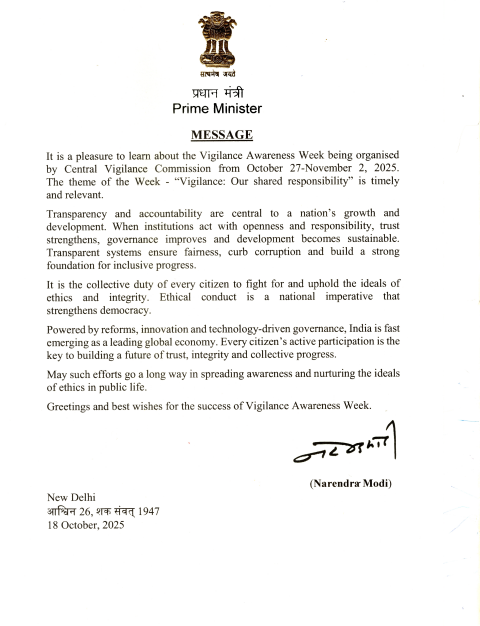 सत्यमेव जयते
प्रधान मंत्री
Prime Minister
MESSAGE
It is a pleasure to learn about the Vigilance Awareness Week being organised
by Central Vigilance Commission from October 27-November 2, 2025.
The theme of the Week - “Vigilance: Our shared responsibility” is timely
and relevant.
Transparency and accountability are central to a nation’s growth and
development. When institutions act with openness and responsibility, trust
strengthens, governance improves and development becomes sustainable.
Transparent systems ensure fairness, curb corruption and build a strong
foundation for inclusive progress.
It is the collective duty of every citizen to fight for and uphold the ideals of
ethics and integrity. Ethical conduct is a national imperative that
strengthens democracy.
Powered by reforms, innovation and technology-driven governance, India is fast
emerging as a leading global economy. Every citizen’s active participation is the
key to building a future of trust, integrity and collective progress.
May such efforts go a long way in spreading awareness and nurturing the ideals
of ethics in public life.
Greetings and best wishes for the success of Vigilance Awareness Week.
(Narendra Modi)
New Delhi
आश्विन 26, शक संवत् 1947
18 October, 2025